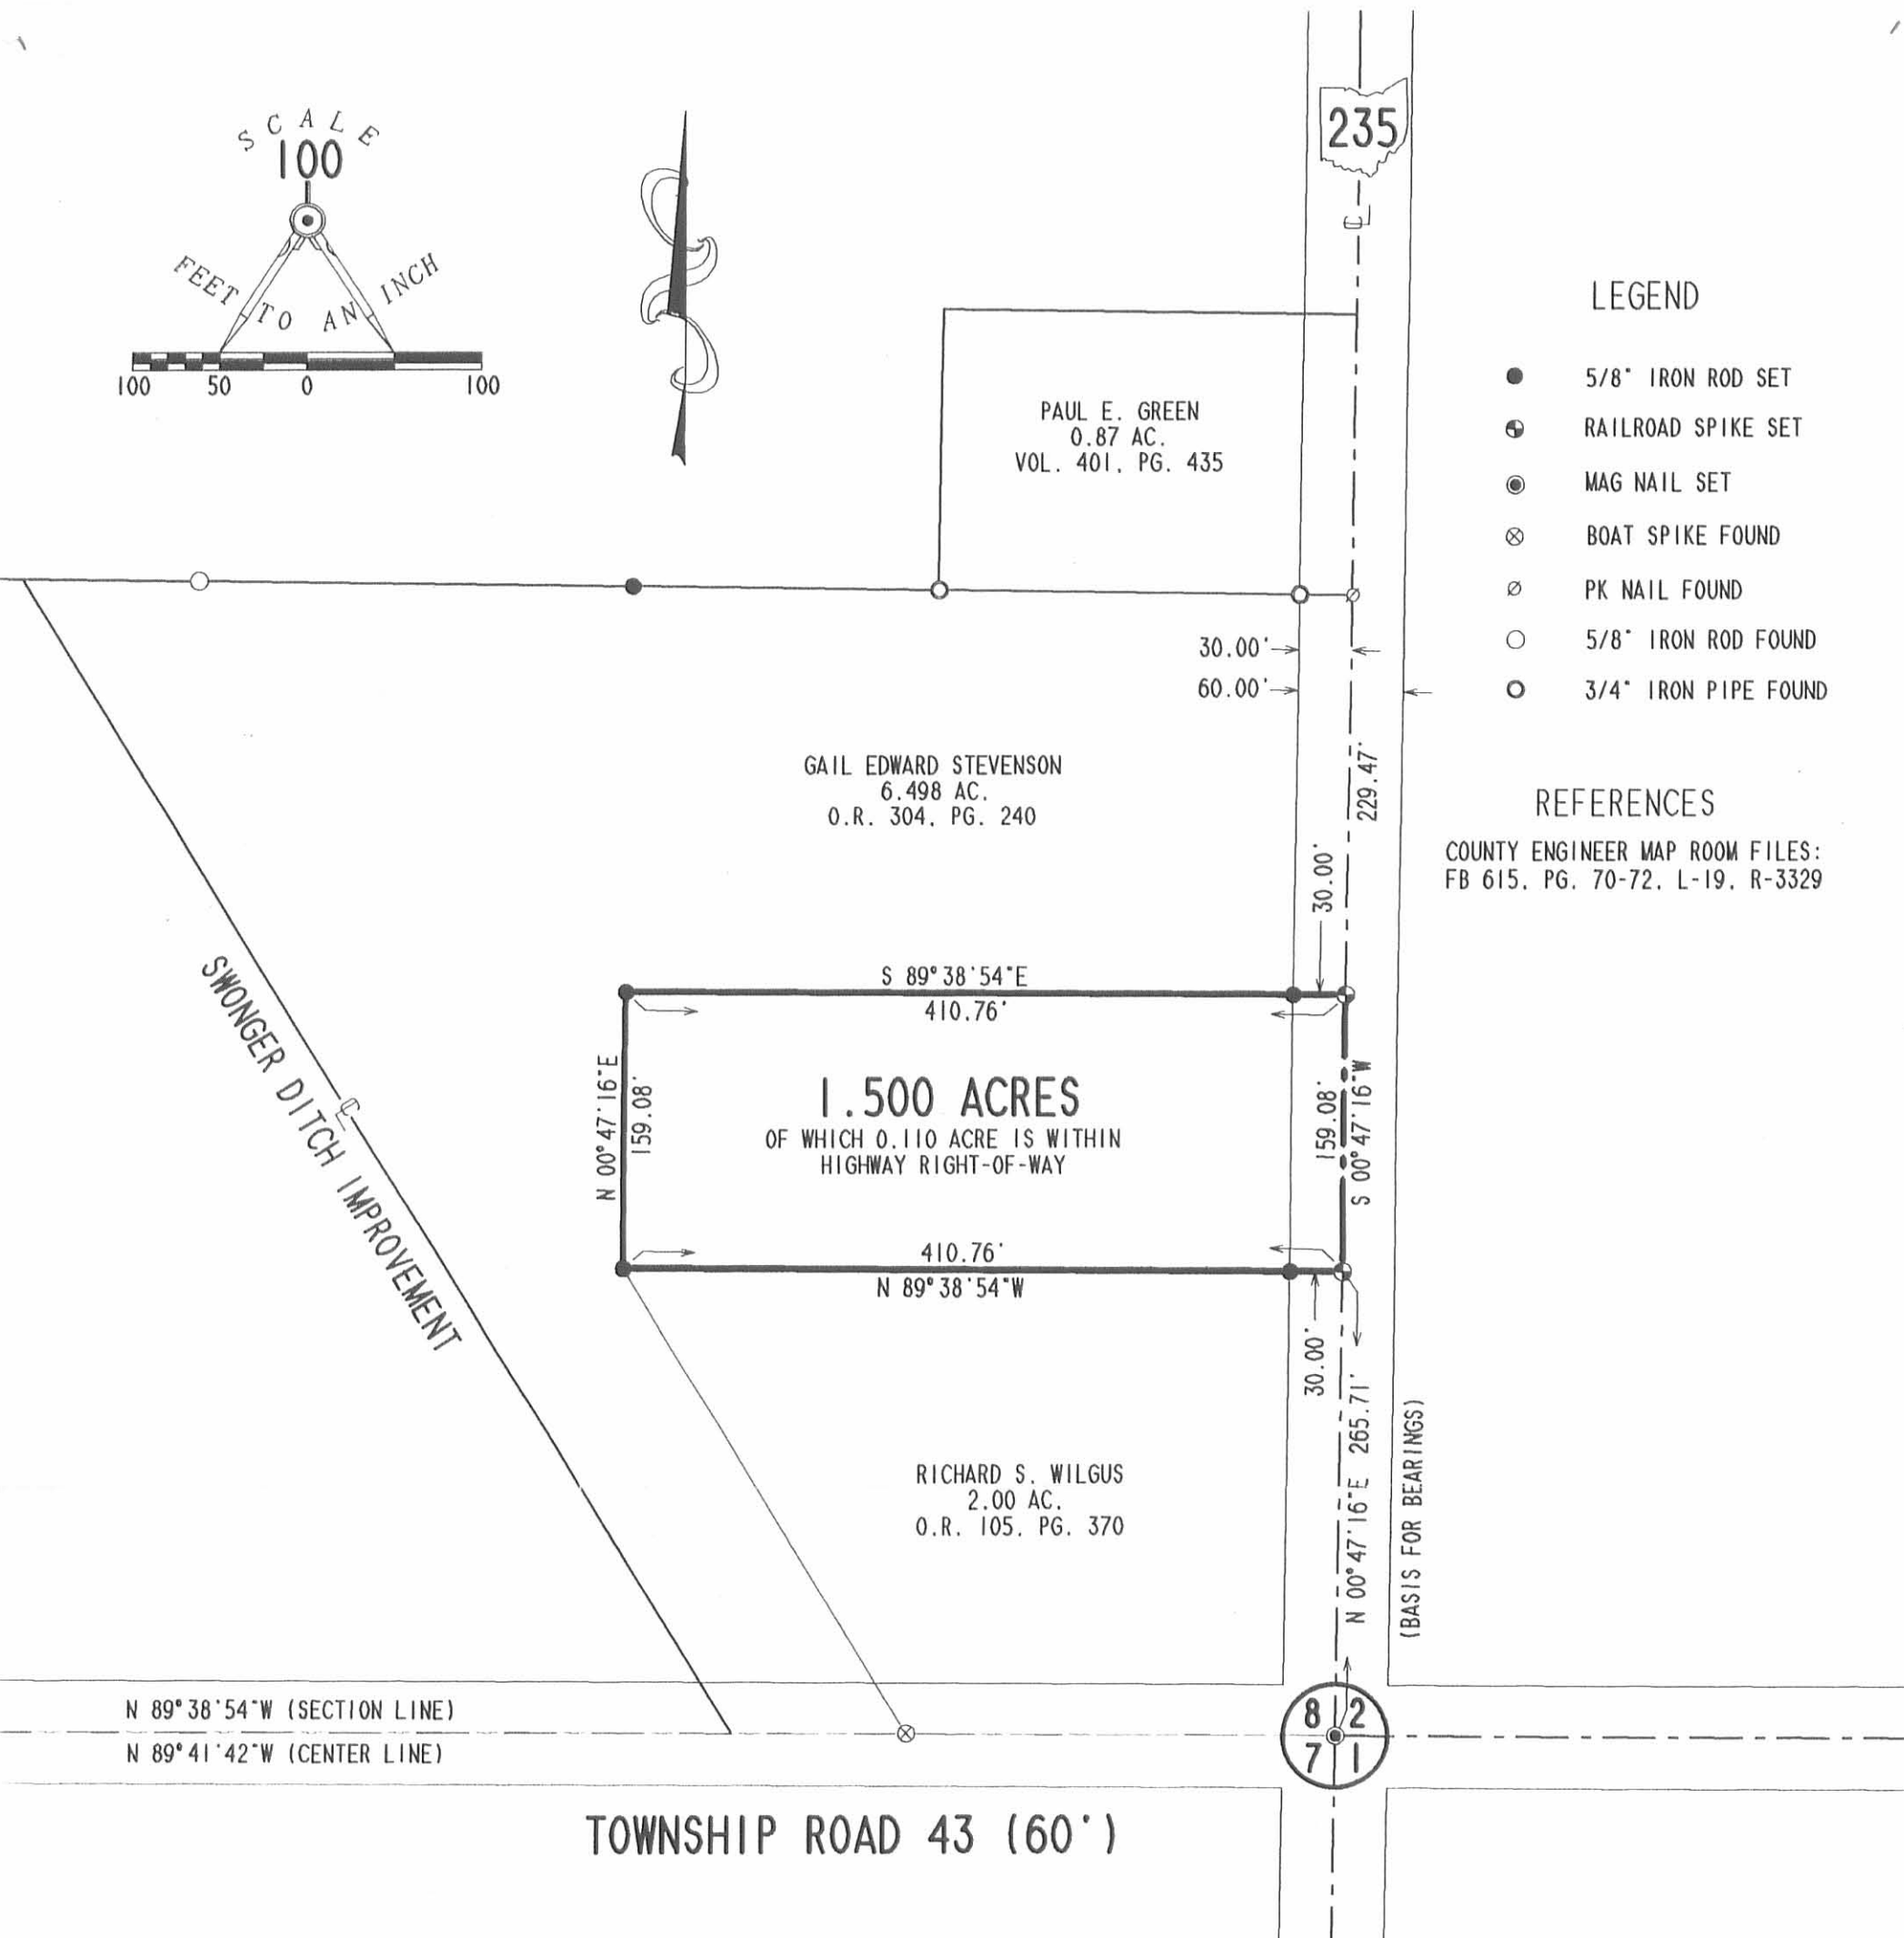 SCALE
100
FEET TO AN INCH
100 50 0 100
235
℄
LEGEND
5/8" IRON ROD SET
RAILROAD SPIKE SET
MAG NAIL SET
BOAT SPIKE FOUND
PK NAIL FOUND
5/8" IRON ROD FOUND
3/4" IRON PIPE FOUND
PAUL E. GREEN
0.87 AC.
VOL. 401, PG. 435
30.00'
60.00'
229.47'
GAIL EDWARD STEVENSON
6.498 AC.
O.R. 304, PG. 240
REFERENCES
COUNTY ENGINEER MAP ROOM FILES:
FB 615, PG. 70-72, L-19, R-3329
30.00'
SWONGER DITCH IMPROVEMENT
℄
S 89°38'54"E
410.76'
N 00°47'16"E
159.08'
1.500 ACRES
OF WHICH 0.110 ACRE IS WITHIN
HIGHWAY RIGHT-OF-WAY
159.08'
S 00°47'16"W
410.76'
N 89°38'54"W
30.00'
N 00°47'16"E 265.71'
(BASIS FOR BEARINGS)
RICHARD S. WILGUS
2.00 AC.
O.R. 105, PG. 370
N 89°38'54"W (SECTION LINE)
N 89°41'42"W (CENTER LINE)
8 2
7 1
TOWNSHIP ROAD 43 (60')